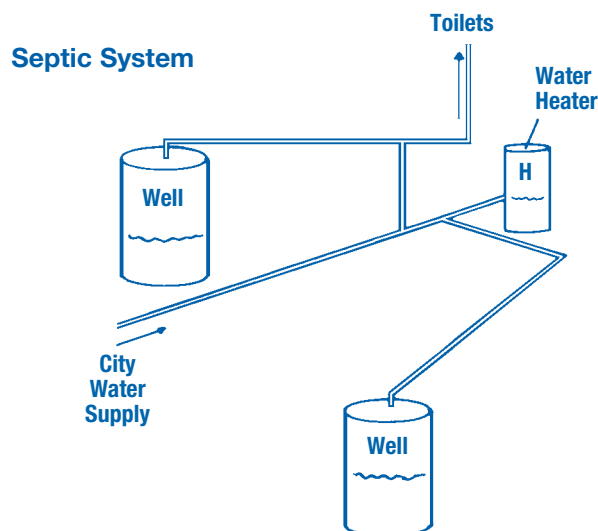 Septic System
Toilets
Water
Heater
H
Well
City
Water
Supply
Well